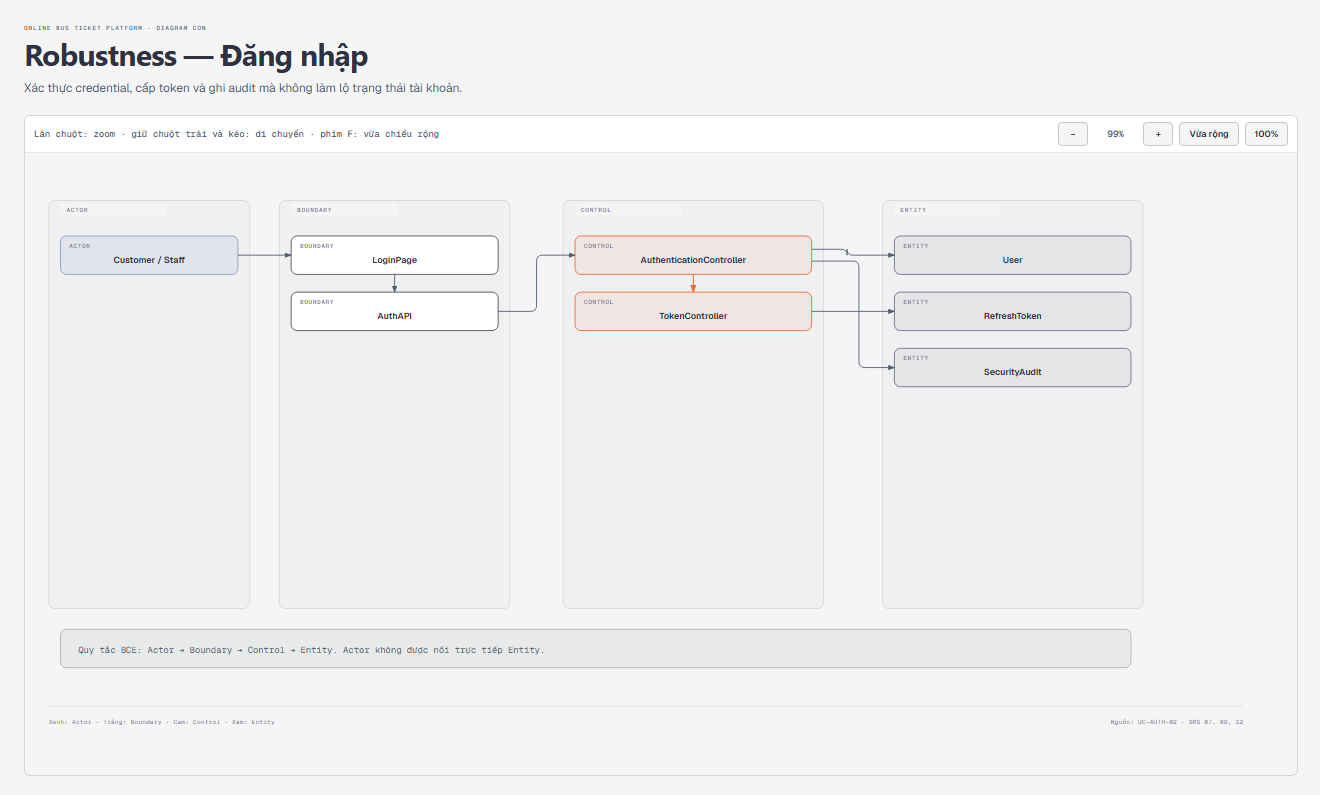 ONLINE BUS TICKET PLATFORM · DIAGRAM CON
Robustness — Đăng nhập
Xác thực credential, cấp token và ghi audit mà không làm lộ trạng thái tài khoản.
Lăn chuột: zoom · giữ chuột trái và kéo: di chuyển · phím F: vừa chiều rộng
− 99% + Vừa rộng 100%
ACTOR
ACTOR
Customer / Staff
BOUNDARY
BOUNDARY
LoginPage
BOUNDARY
AuthAPI
CONTROL
CONTROL
AuthenticationController
CONTROL
TokenController
ENTITY
ENTITY
User
ENTITY
RefreshToken
ENTITY
SecurityAudit
Quy tắc BCE: Actor → Boundary → Control → Entity. Actor không được nối trực tiếp Entity.
Xanh: Actor · Trắng: Boundary · Cam: Control · Xám: Entity
Nguồn: UC-AUTH-02 · SRS 07, 09, 12